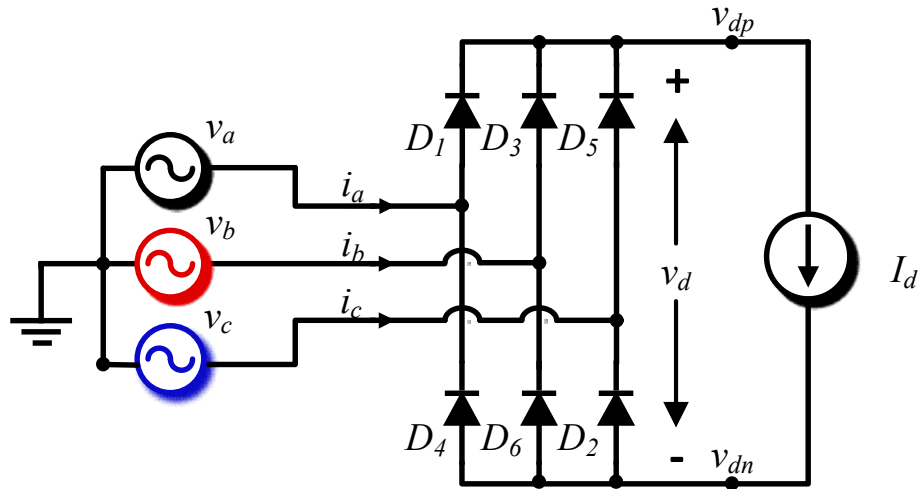 v_dp
+
v_a
D_1
D_3
D_5
i_a
v_b
i_b
v_d
I_d
v_c
i_c
D_4
D_6
D_2
-
v_dn